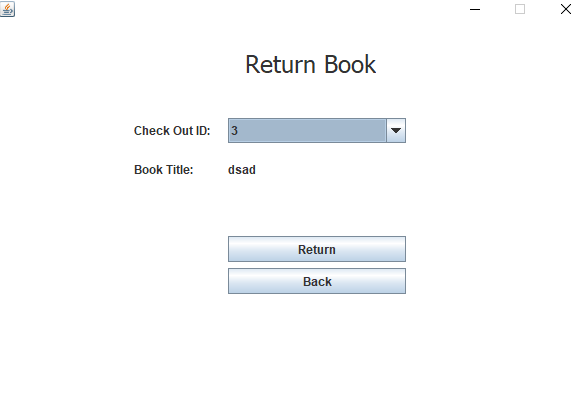 Return Book
Check Out ID: 3
Book Title: dsad
Return
Back